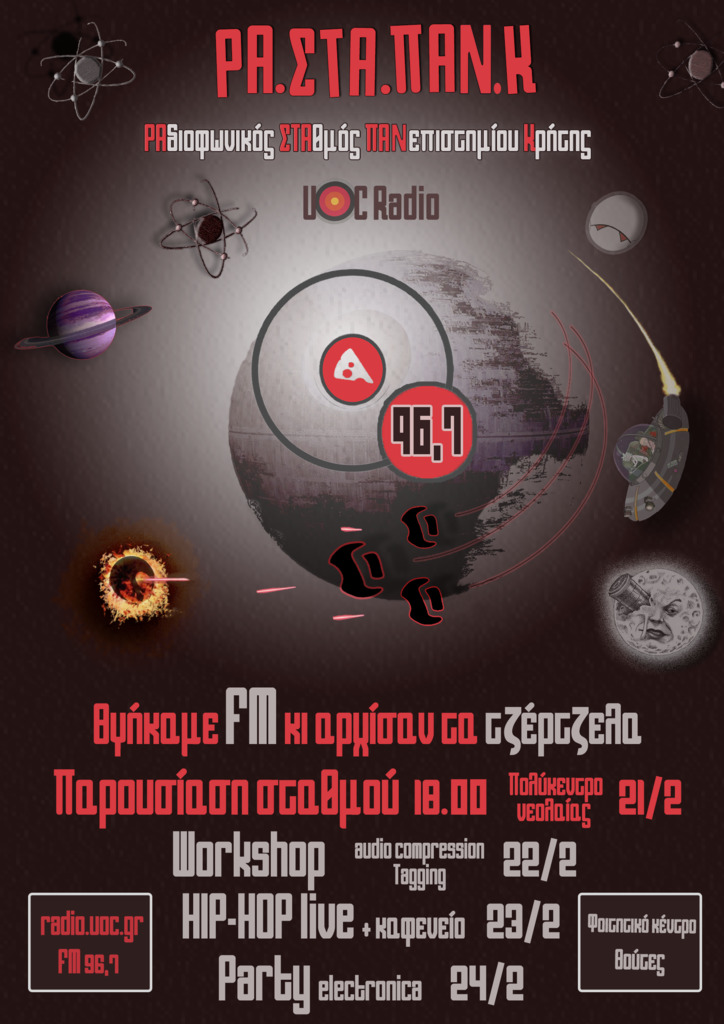 ΡΑ.ΣΤΑ.ΠΑΝ.Κ
ΡΑδιοφωνικός ΣΤΑθμός ΠΑΝεπιστημίου Κρήτης
UOC Radio
96,7
Βγήκαμε FM κι αρχίσαν τα τζέρτζελα
Παρουσίαση σταθμού 18.00 Πολύκεντρο νεολαίας 21/2
Workshop audio compression Tagging 22/2
HIP-HOP live + καφενείο 23/2
Party electronica 24/2
radio.uoc.gr
FM 96,7
Φοιτητικό κέντρο
Βούτες